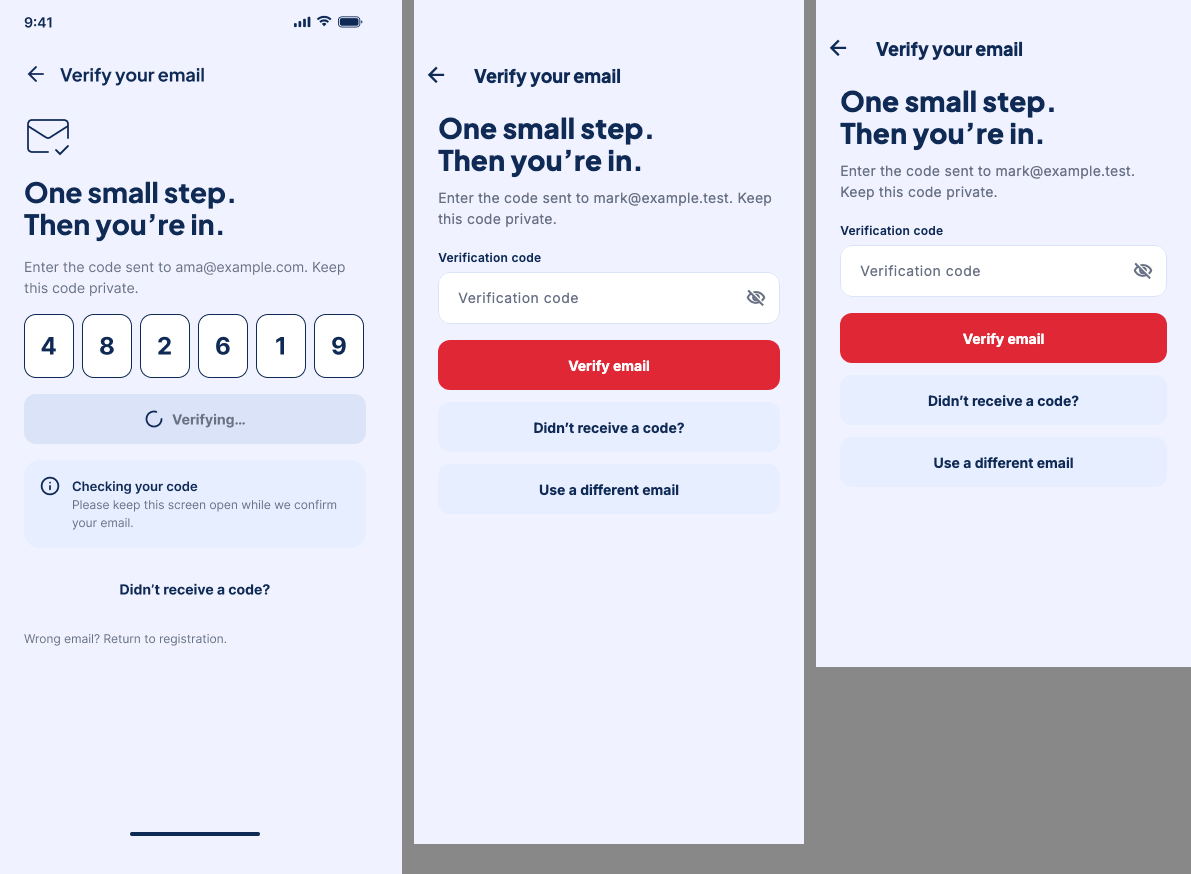 9:41
Verify your email
One small step.
Then you’re in.
Enter the code sent to ama@example.com. Keep
this code private.
4 8 2 6 1 9
Verifying…
Checking your code
Please keep this screen open while we confirm
your email.
Didn’t receive a code?
Wrong email? Return to registration.
Verify your email
One small step.
Then you’re in.
Enter the code sent to mark@example.test. Keep
this code private.
Verification code
Verification code
Verify email
Didn’t receive a code?
Use a different email
Verify your email
One small step.
Then you’re in.
Enter the code sent to mark@example.test.
Keep this code private.
Verification code
Verification code
Verify email
Didn’t receive a code?
Use a different email